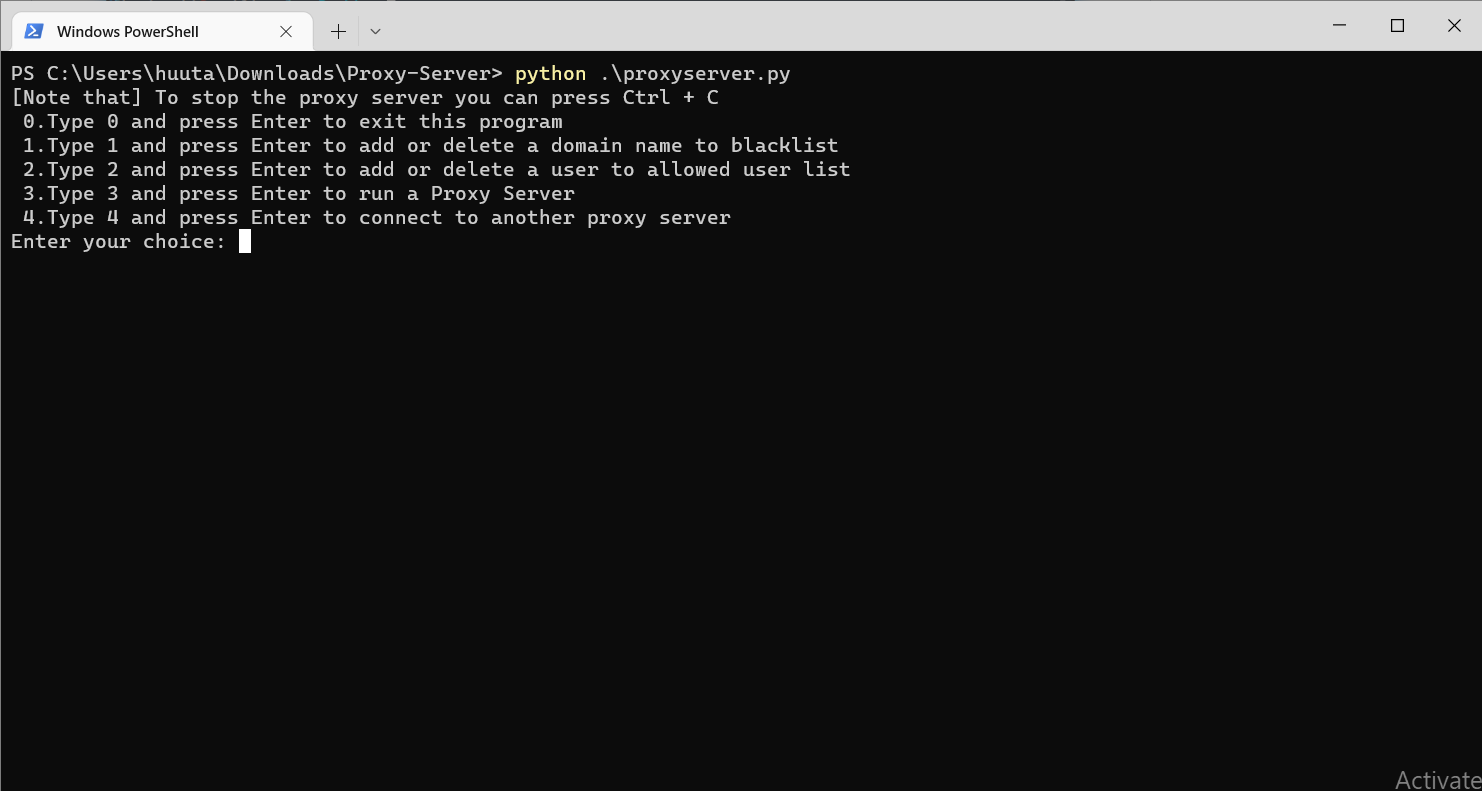 Windows PowerShell
PS C:\Users\huuta\Downloads\Proxy-Server> python .\proxyserver.py
[Note that] To stop the proxy server you can press Ctrl + C
 0.Type 0 and press Enter to exit this program
 1.Type 1 and press Enter to add or delete a domain name to blacklist
 2.Type 2 and press Enter to add or delete a user to allowed user list
 3.Type 3 and press Enter to run a Proxy Server
 4.Type 4 and press Enter to connect to another proxy server
Enter your choice:
Activate